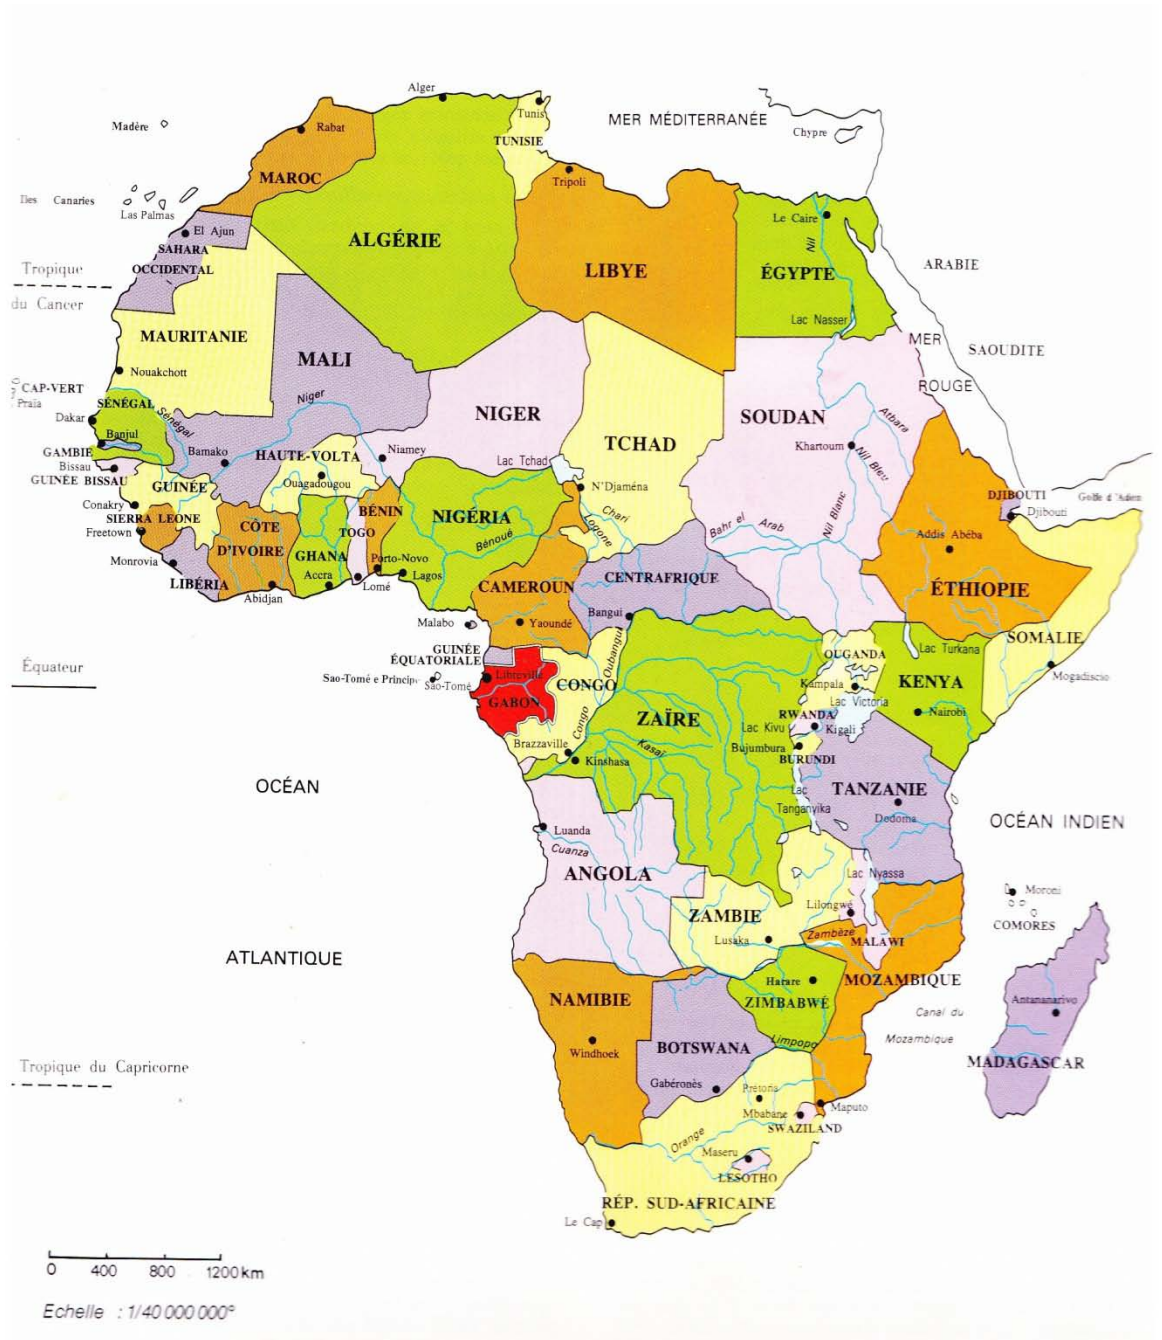 Alger
Tunis
MER MÉDITERRANÉE
Madère
Rabat
Chypre
TUNISIE
MAROC
Tripoli
Iles Canaries
Las Palmas
Le Caire
El Ajun
ALGÉRIE
Nil
SAHARA
OCCIDENTAL
LIBYE
ÉGYPTE
ARABIE
Tropique
du Cancer
Lac Nasser
MAURITANIE
MER
SAOUDITE
MALI
Nouakchott
ROUGE
CAP-VERT
Praïa
SÉNÉGAL
Niger
NIGER
SOUDAN
Atbara
Dakar
Sénégal
TCHAD
Banjul
Khartoum
GAMBIE
Bamako
HAUTE-VOLTA
Niamey
Lac Tchad
Nil Bleu
Bissau
GUINÉE BISSAU
GUINÉE
Ouagadougou
N'Djaména
DJIBOUTI
Golfe d'Aden
Conakry
BÉNIN
Chari
Djibouti
SIERRA LEONE
CÔTE
NIGÉRIA
Logone
Bahr el Arab
Nil Blanc
Freetown
D'IVOIRE
TOGO
Bénoué
Addis Abéba
GHANA
Porto-Novo
Monrovia
LIBÉRIA
Accra
Lagos
CAMEROUN
CENTRAFRIQUE
ÉTHIOPIE
Abidjan
Lomé
Bangui
Malabo
Yaoundé
Oubangui
SOMALIE
GUINÉE
ÉQUATORIALE
OUGANDA
Lac Turkana
Équateur
Sao-Tomé e Princip
Sao-Tomé
Libreville
CONGO
Kampala
KENYA
Mogadiscio
GABON
Congo
ZAÏRE
Lac Victoria
RWANDA
Lac Kivu
Kigali
Nairobi
Brazzaville
Kasaï
Bujumbura
Kinshasa
BURUNDI
OCÉAN
Lac
Tanganyika
TANZANIE
Dodoma
OCÉAN INDIEN
Luanda
Cuanza
ANGOLA
Lac Nyassa
Moroni
COMORES
ZAMBIE
Lilongwé
Lusaka
Zambèze
MALAWI
ATLANTIQUE
Harare
MOZAMBIQUE
NAMIBIE
ZIMBABWÉ
Antananarivo
Canal du
Mozambique
Windhoek
BOTSWANA
Limpopo
MADAGASCAR
Tropique du Capricorne
Gabéronès
Prétoria
Mbabane
Maputo
SWAZILAND
Orange
Maseru
LESOTHO
RÉP. SUD-AFRICAINE
Le Cap
0 400 800 1200 km
Echelle : 1/40 000 000°